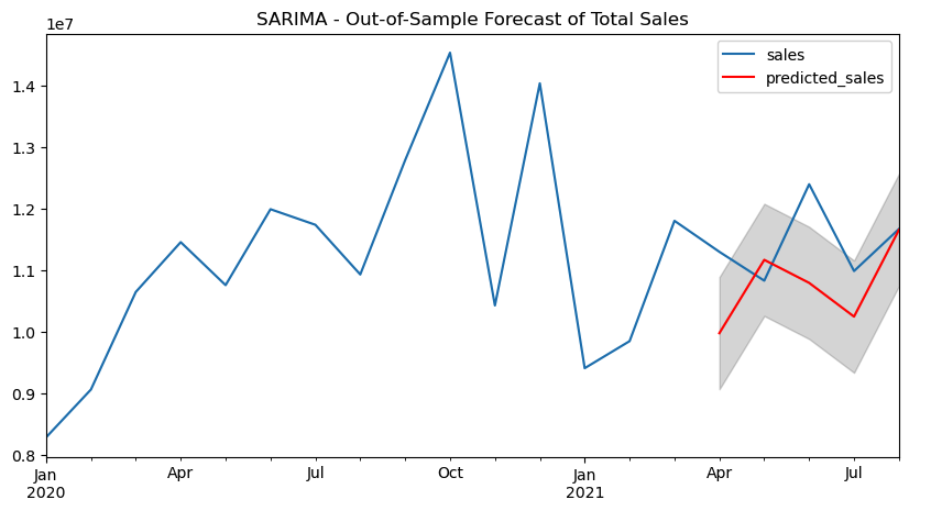 SARIMA - Out-of-Sample Forecast of Total Sales
1e7
sales
predicted_sales
1.4
1.3
1.2
1.1
1.0
0.9
0.8
Jan Apr Jul Oct Jan Apr Jul
2020 2021